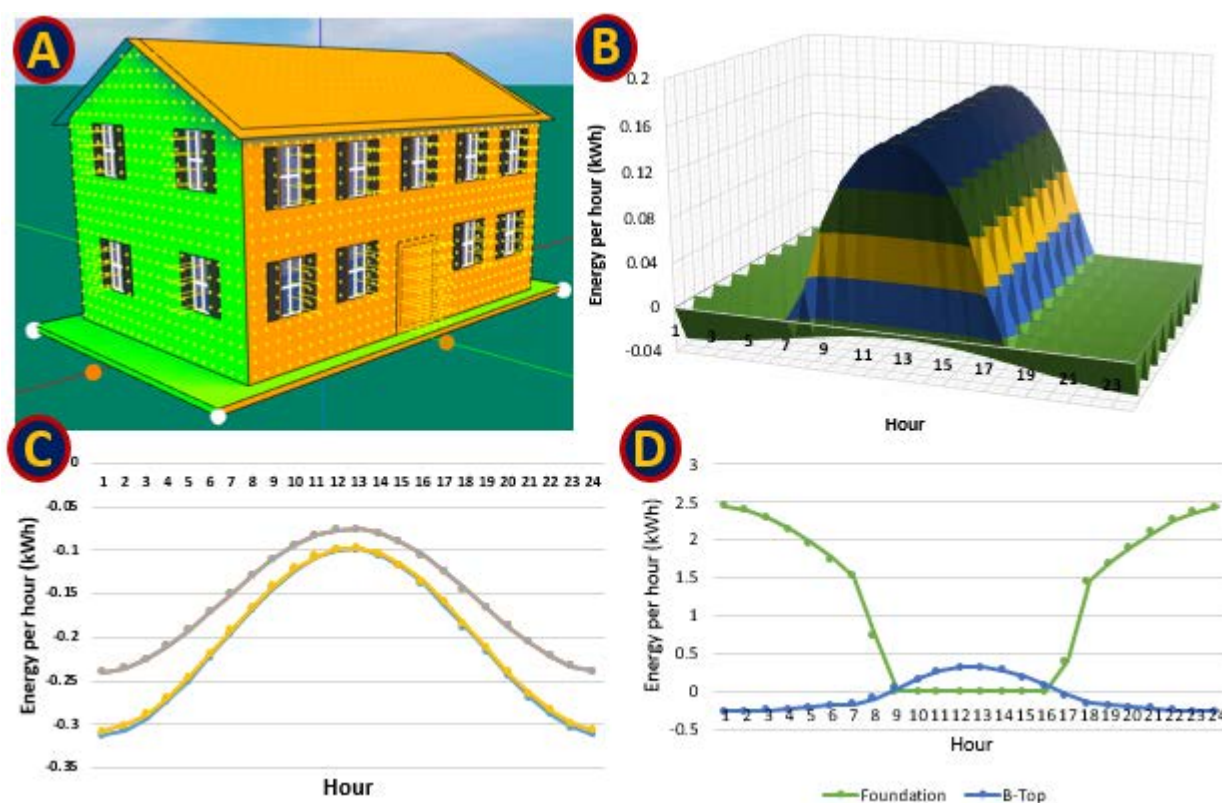 A
B
Energy per hour (kWh)
0.2
0.16
0.12
0.08
0.04
0
-0.04
1 3 5 7 9 11 13 15 17 19 21 23
Hour
C
Energy per hour (kWh)
0
-0.05
-0.1
-0.15
-0.2
-0.25
-0.3
-0.35
1 2 3 4 5 6 7 8 9 10 11 12 13 14 15 16 17 18 19 20 21 22 23 24
Hour
D
Energy per hour (kWh)
3
2.5
2
1.5
1
0.5
0
-0.5
1 2 3 4 5 6 7 8 9 10 11 12 13 14 15 16 17 18 19 20 21 22 23 24
Hour
Foundation B-Top